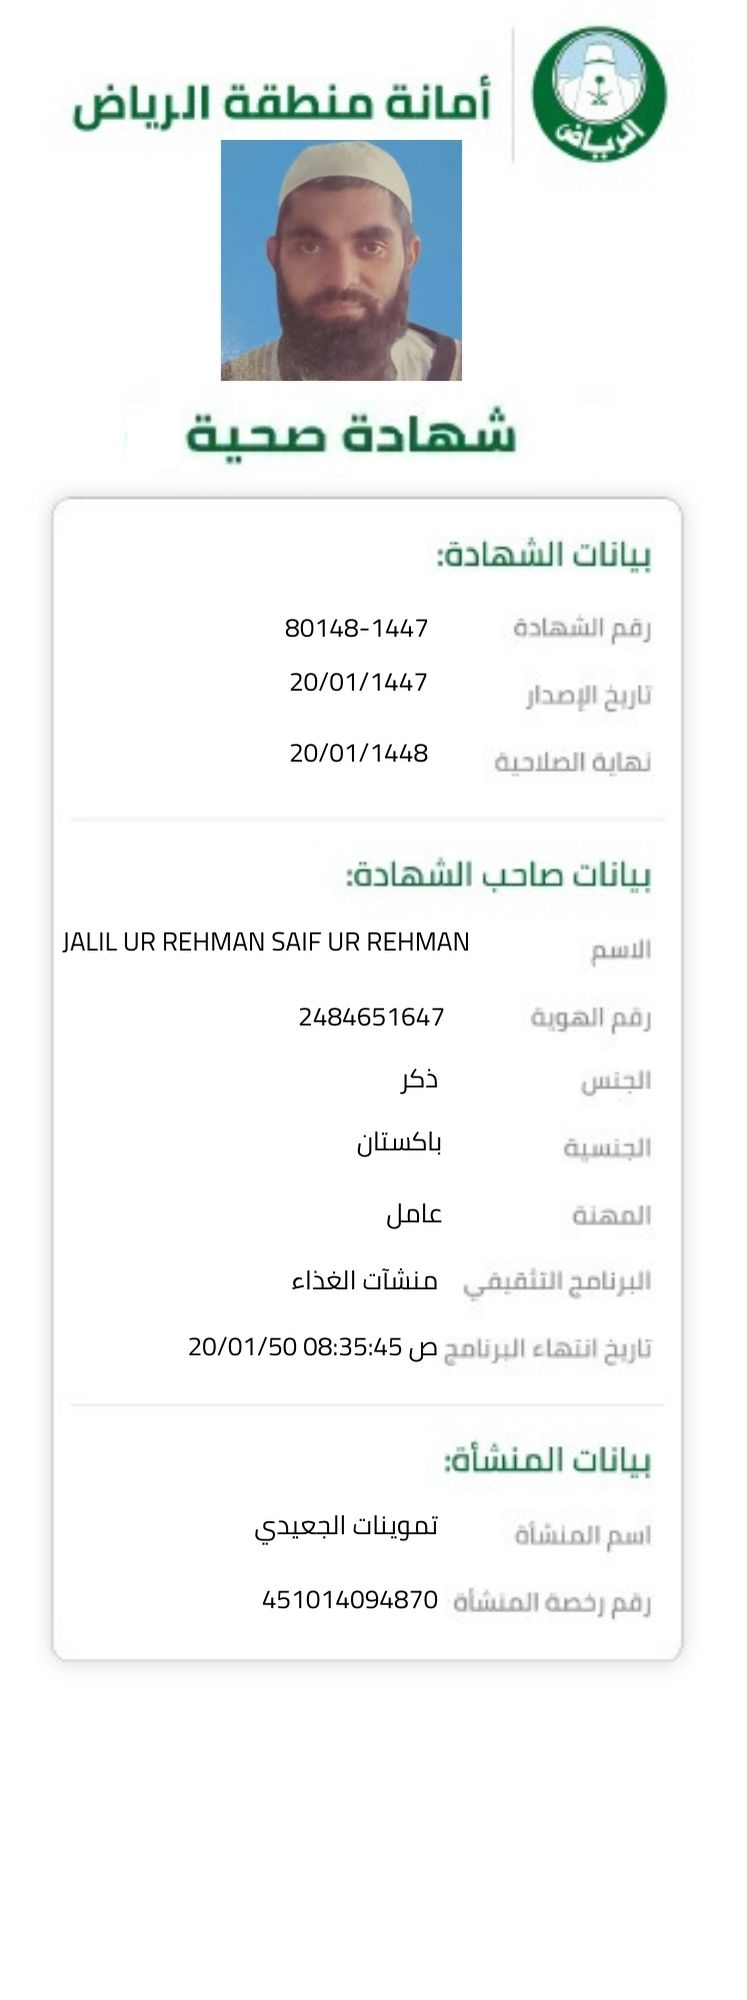 أمانة منطقة الرياض
الرياض
شهادة صحية
بيانات الشهادة:
رقم الشهادة 80148-1447
تاريخ الإصدار 20/01/1447
نهاية الصلاحية 20/01/1448
بيانات صاحب الشهادة:
الاسم JALIL UR REHMAN SAIF UR REHMAN
رقم الهوية 2484651647
الجنس ذكر
الجنسية باكستان
المهنة عامل
البرنامج التثقيفي منشآت الغذاء
تاريخ انتهاء البرنامج 20/01/50 08:35:45 ص
بيانات المنشأة:
اسم المنشأة تموينات الجعيدي
رقم رخصة المنشأة 451014094870